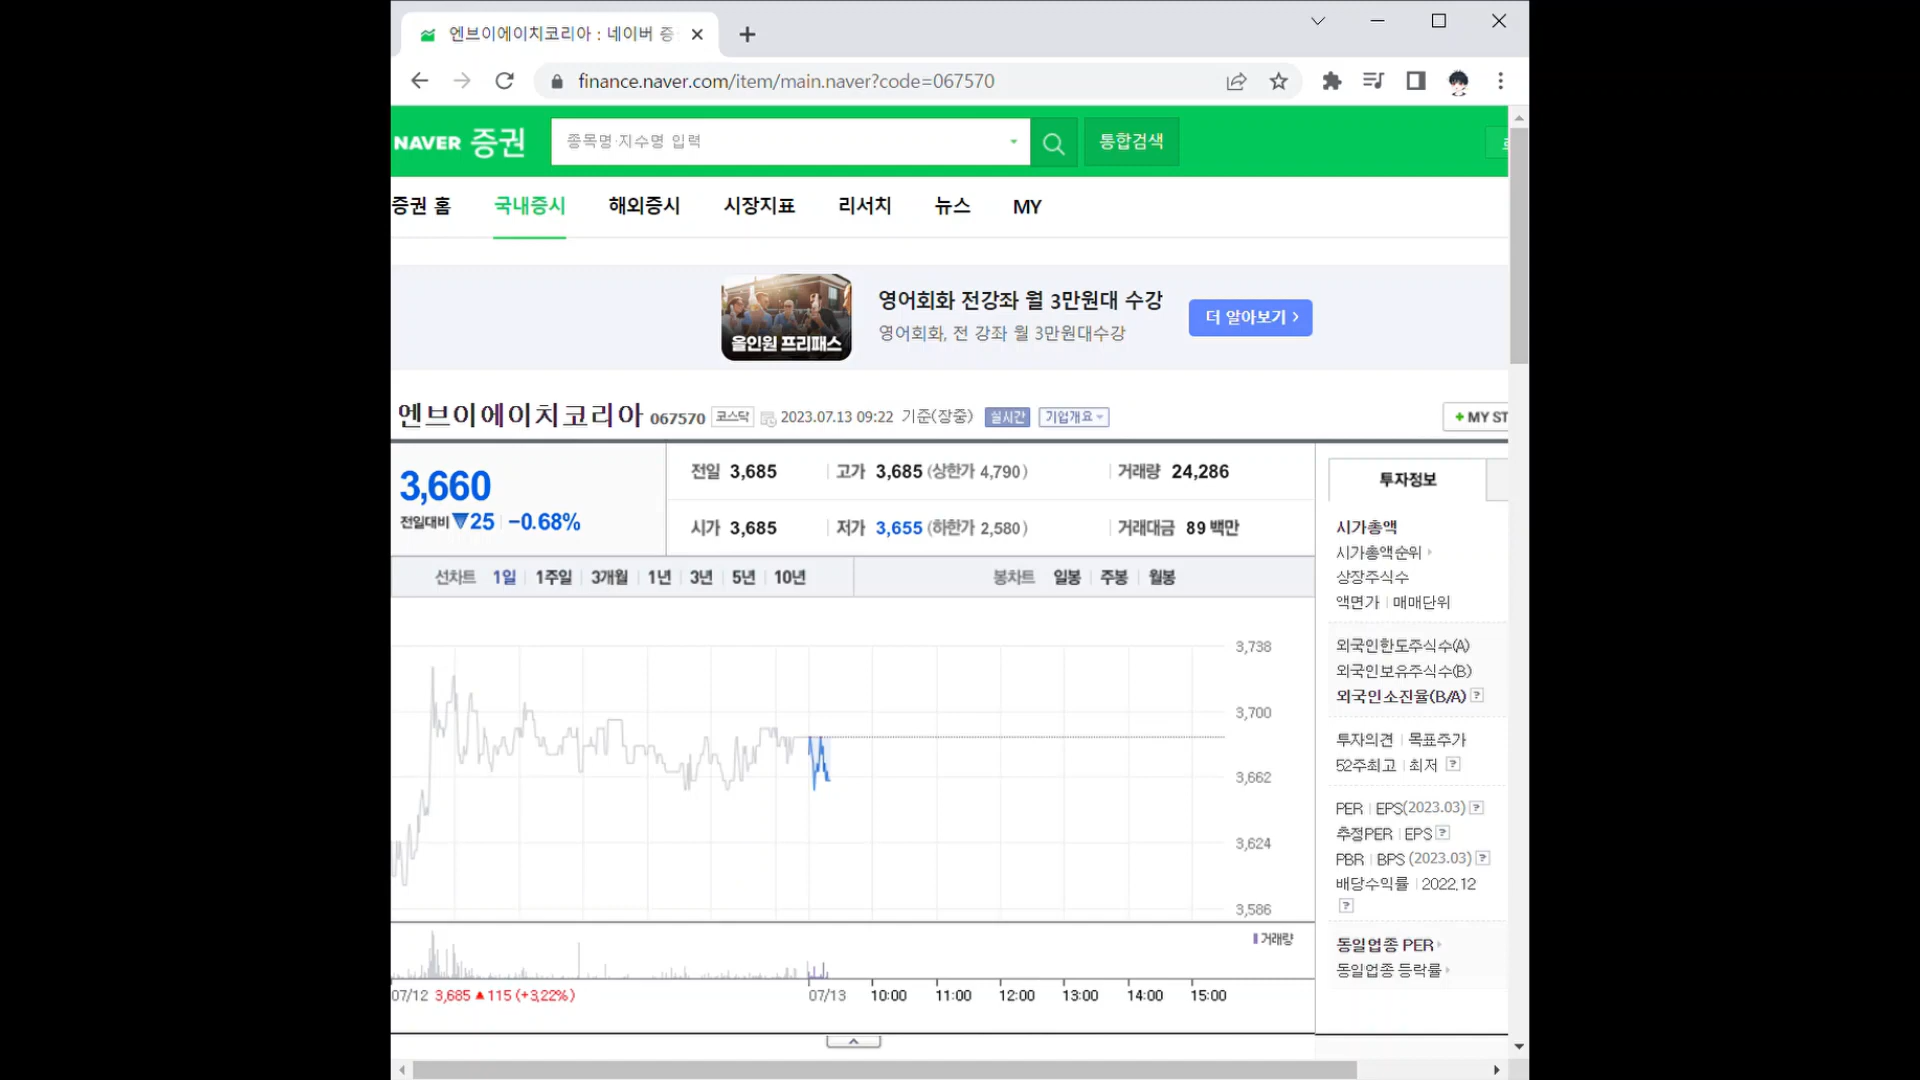 엔브이에이치코리아 : 네이버 증
finance.naver.com/item/main.naver?code=067570
NAVER 증권
종목명·지수명 입력
통합검색
증권 홈 국내증시 해외증시 시장지표 리서치 뉴스 MY
올인원 프리패스
영어회화 전강좌 월 3만원대 수강
영어회화, 전 강좌 월 3만원대수강
더 알아보기 >
엔브이에이치코리아 067570 코스닥 2023.07.13 09:22 기준(장중) 실시간 기업개요
+ MY ST
3,660
전일대비 ▼25 -0.68%
전일 3,685 고가 3,685 (상한가 4,790) 거래량 24,286
시가 3,685 저가 3,655 (하한가 2,580) 거래대금 89 백만
선차트 1일 1주일 3개월 1년 3년 5년 10년 봉차트 일봉 주봉 월봉
3,738
3,700
3,662
3,624
3,586
거래량
07/12 3,685 ▲115 (+3.22%) 07/13 10:00 11:00 12:00 13:00 14:00 15:00
투자정보
시가총액
시가총액순위
상장주식수
액면가 | 매매단위
외국인한도주식수(A)
외국인보유주식수(B)
외국인소진율(B/A) ?
투자의견 | 목표주가
52주최고 | 최저 ?
PER | EPS(2023.03) ?
추정PER | EPS ?
PBR | BPS (2023.03) ?
배당수익률 | 2022.12
?
동일업종 PER
동일업종 등락률